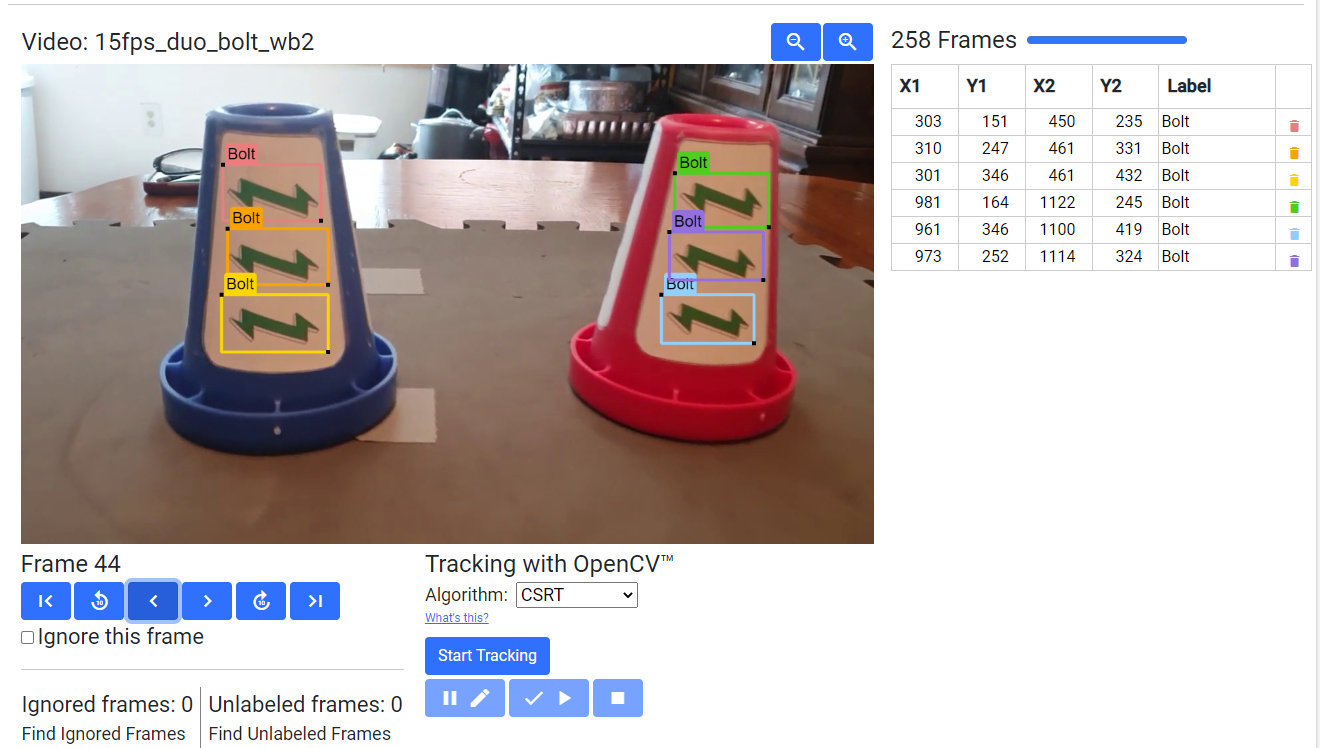 Video: 15fps_duo_bolt_wb2
258 Frames
X1 Y1 X2 Y2 Label
303 151 450 235 Bolt
310 247 461 331 Bolt
301 346 461 432 Bolt
981 164 1122 245 Bolt
961 346 1100 419 Bolt
973 252 1114 324 Bolt
Bolt
Bolt
Bolt
Bolt
Bolt
Bolt
Frame 44
10
10
Ignore this frame
Ignored frames: 0
Find Ignored Frames
Unlabeled frames: 0
Find Unlabeled Frames
Tracking with OpenCV™
Algorithm: CSRT
What's this?
Start Tracking